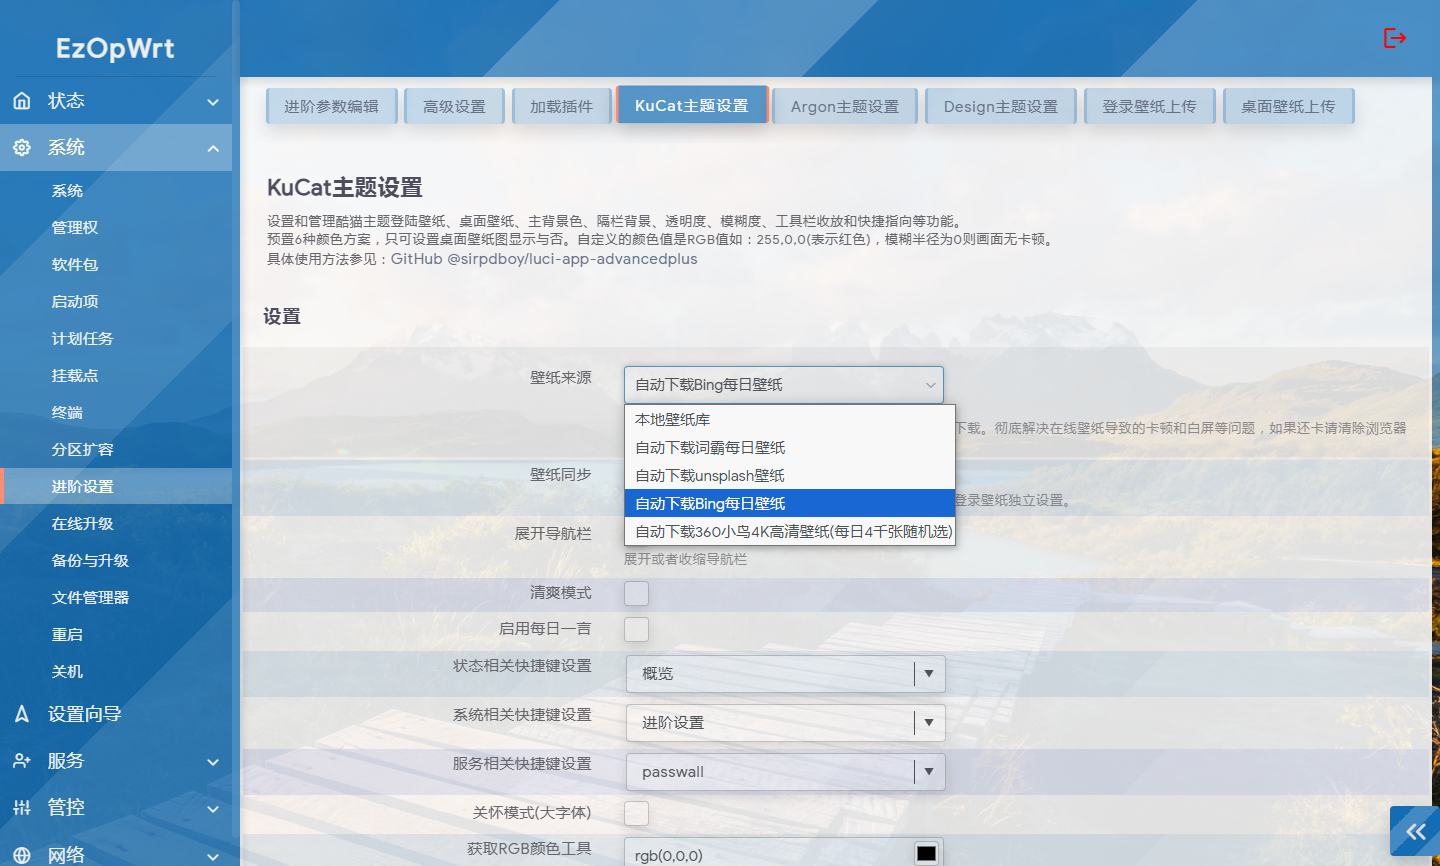 EzOpWrt
状态
系统
系统
管理权
软件包
启动项
计划任务
挂载点
终端
分区扩容
进阶设置
在线升级
备份与升级
文件管理器
重启
关机
设置向导
服务
管控
网络
进阶参数编辑
高级设置
加载插件
KuCat主题设置
Argon主题设置
Design主题设置
登录壁纸上传
桌面壁纸上传
KuCat主题设置
设置和管理酷猫主题登陆壁纸、桌面壁纸、主背景色、隔栏背景、透明度、模糊度、工具栏收放和快捷指向等功能。
预置6种颜色方案，只可设置桌面壁纸图显示与否。自定义的颜色值是RGB值如：255,0,0(表示红色)，模糊半径为0则画面无卡顿。
具体使用方法参见：GitHub @sirpdboy/luci-app-advancedplus
设置
壁纸来源
自动下载Bing每日壁纸
本地壁纸库
自动下载词霸每日壁纸
自动下载unsplash壁纸
自动下载Bing每日壁纸
自动下载360小鸟4K高清壁纸(每日4千张随机选)
下载。彻底解决在线壁纸导致的卡顿和白屏等问题，如果还卡请清除浏览器
壁纸同步
登录壁纸独立设置。
展开导航栏
展开或者收缩导航栏
清爽模式
启用每日一言
状态相关快捷键设置
概览
系统相关快捷键设置
进阶设置
服务相关快捷键设置
passwall
关怀模式(大字体)
获取RGB颜色工具
rgb(0,0,0)